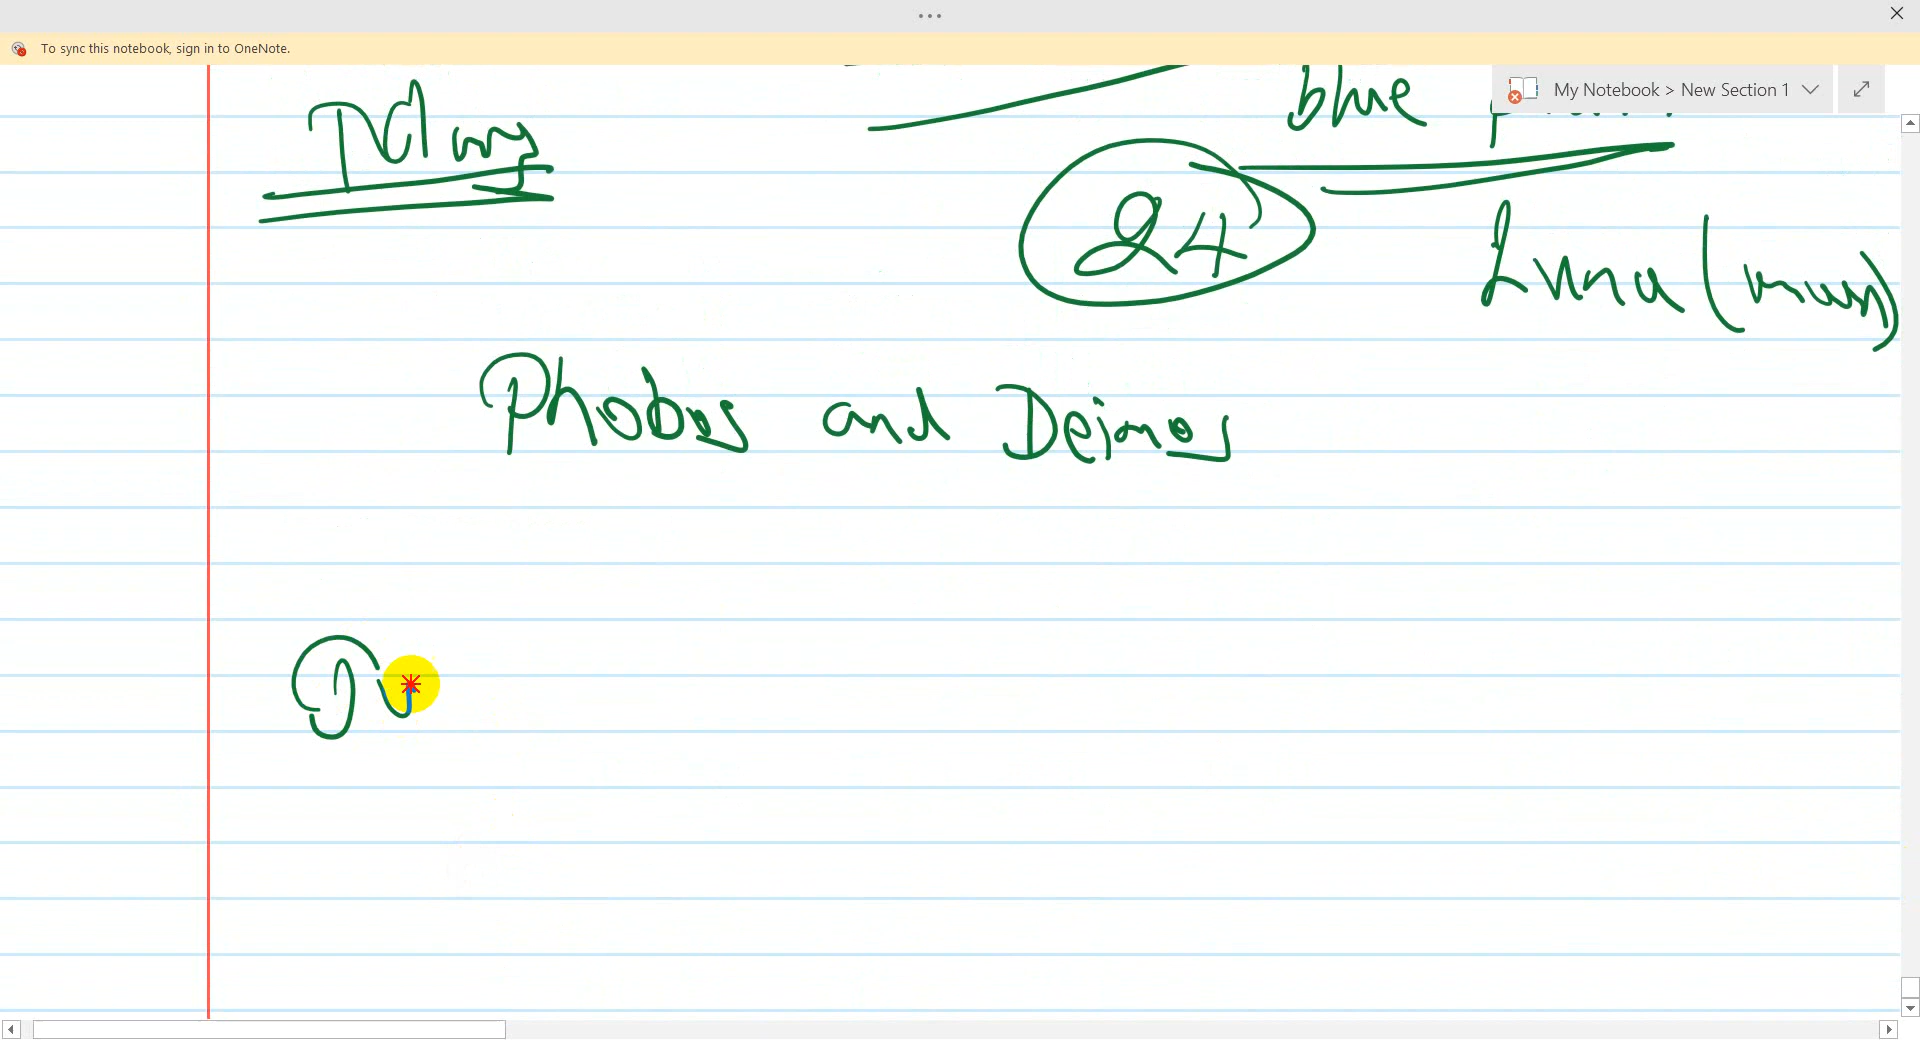 To sync this notebook, sign in to OneNote.
My Notebook > New Section 1
blue
24
Luna (mun)
Phobos and Deimos